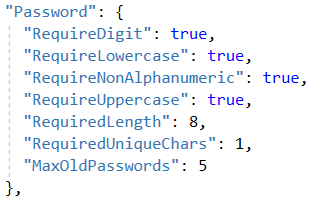 "Password": {
"RequireDigit": true,
"RequireLowercase": true,
"RequireNonAlphanumeric": true,
"RequireUppercase": true,
"RequiredLength": 8,
"RequiredUniqueChars": 1,
"MaxOldPasswords": 5
},